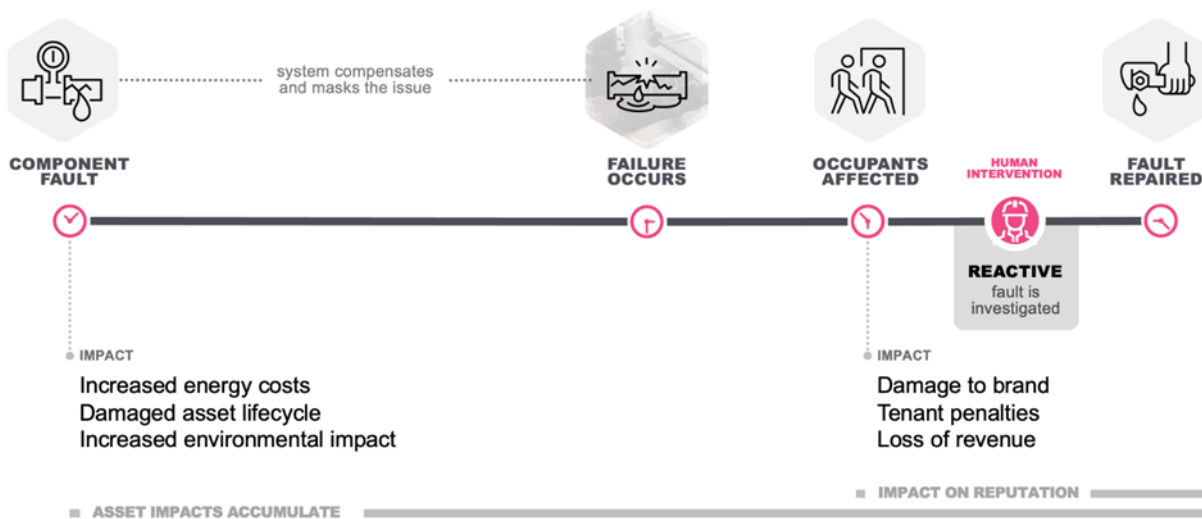 system compensates
and masks the issue
COMPONENT
FAULT
FAILURE
OCCURS
OCCUPANTS
AFFECTED
HUMAN
INTERVENTION
FAULT
REPAIRED
REACTIVE
fault is
investigated
IMPACT
Increased energy costs
Damaged asset lifecycle
Increased environmental impact
IMPACT
Damage to brand
Tenant penalties
Loss of revenue
IMPACT ON REPUTATION
ASSET IMPACTS ACCUMULATE